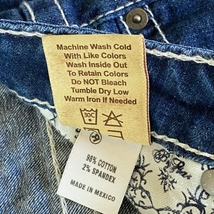 Machine Wash Cold
With Like Colors
Wash Inside Out
To Retain Colors
Do NOT Bleach
Tumble Dry Low
Warm Iron If Needed
30C
98% COTTON
2% SPANDEX
MADE IN MEXICO